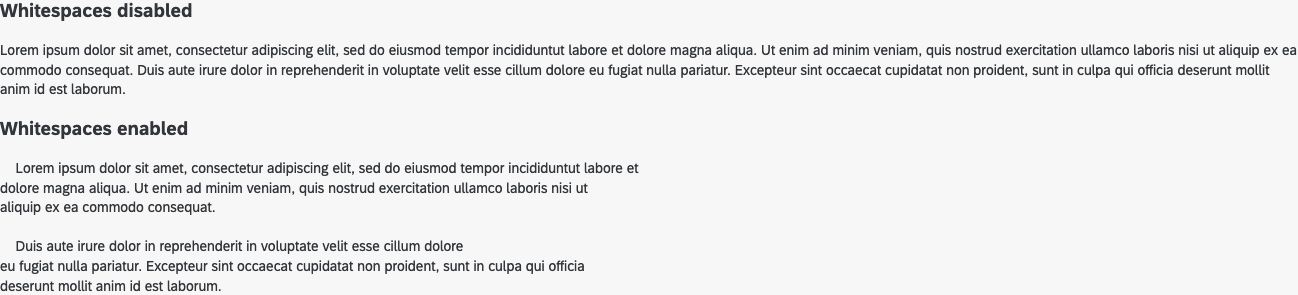 Whitespaces disabled
Lorem ipsum dolor sit amet, consectetur adipiscing elit, sed do eiusmod tempor incididuntut labore et dolore magna aliqua. Ut enim ad minim veniam, quis nostrud exercitation ullamco laboris nisi ut aliquip ex ea
commodo consequat. Duis aute irure dolor in reprehenderit in voluptate velit esse cillum dolore eu fugiat nulla pariatur. Excepteur sint occaecat cupidatat non proident, sunt in culpa qui officia deserunt mollit
anim id est laborum.
Whitespaces enabled
Lorem ipsum dolor sit amet, consectetur adipiscing elit, sed do eiusmod tempor incididuntut labore et
dolore magna aliqua. Ut enim ad minim veniam, quis nostrud exercitation ullamco laboris nisi ut
aliquip ex ea commodo consequat.
Duis aute irure dolor in reprehenderit in voluptate velit esse cillum dolore
eu fugiat nulla pariatur. Excepteur sint occaecat cupidatat non proident, sunt in culpa qui officia
deserunt mollit anim id est laborum.